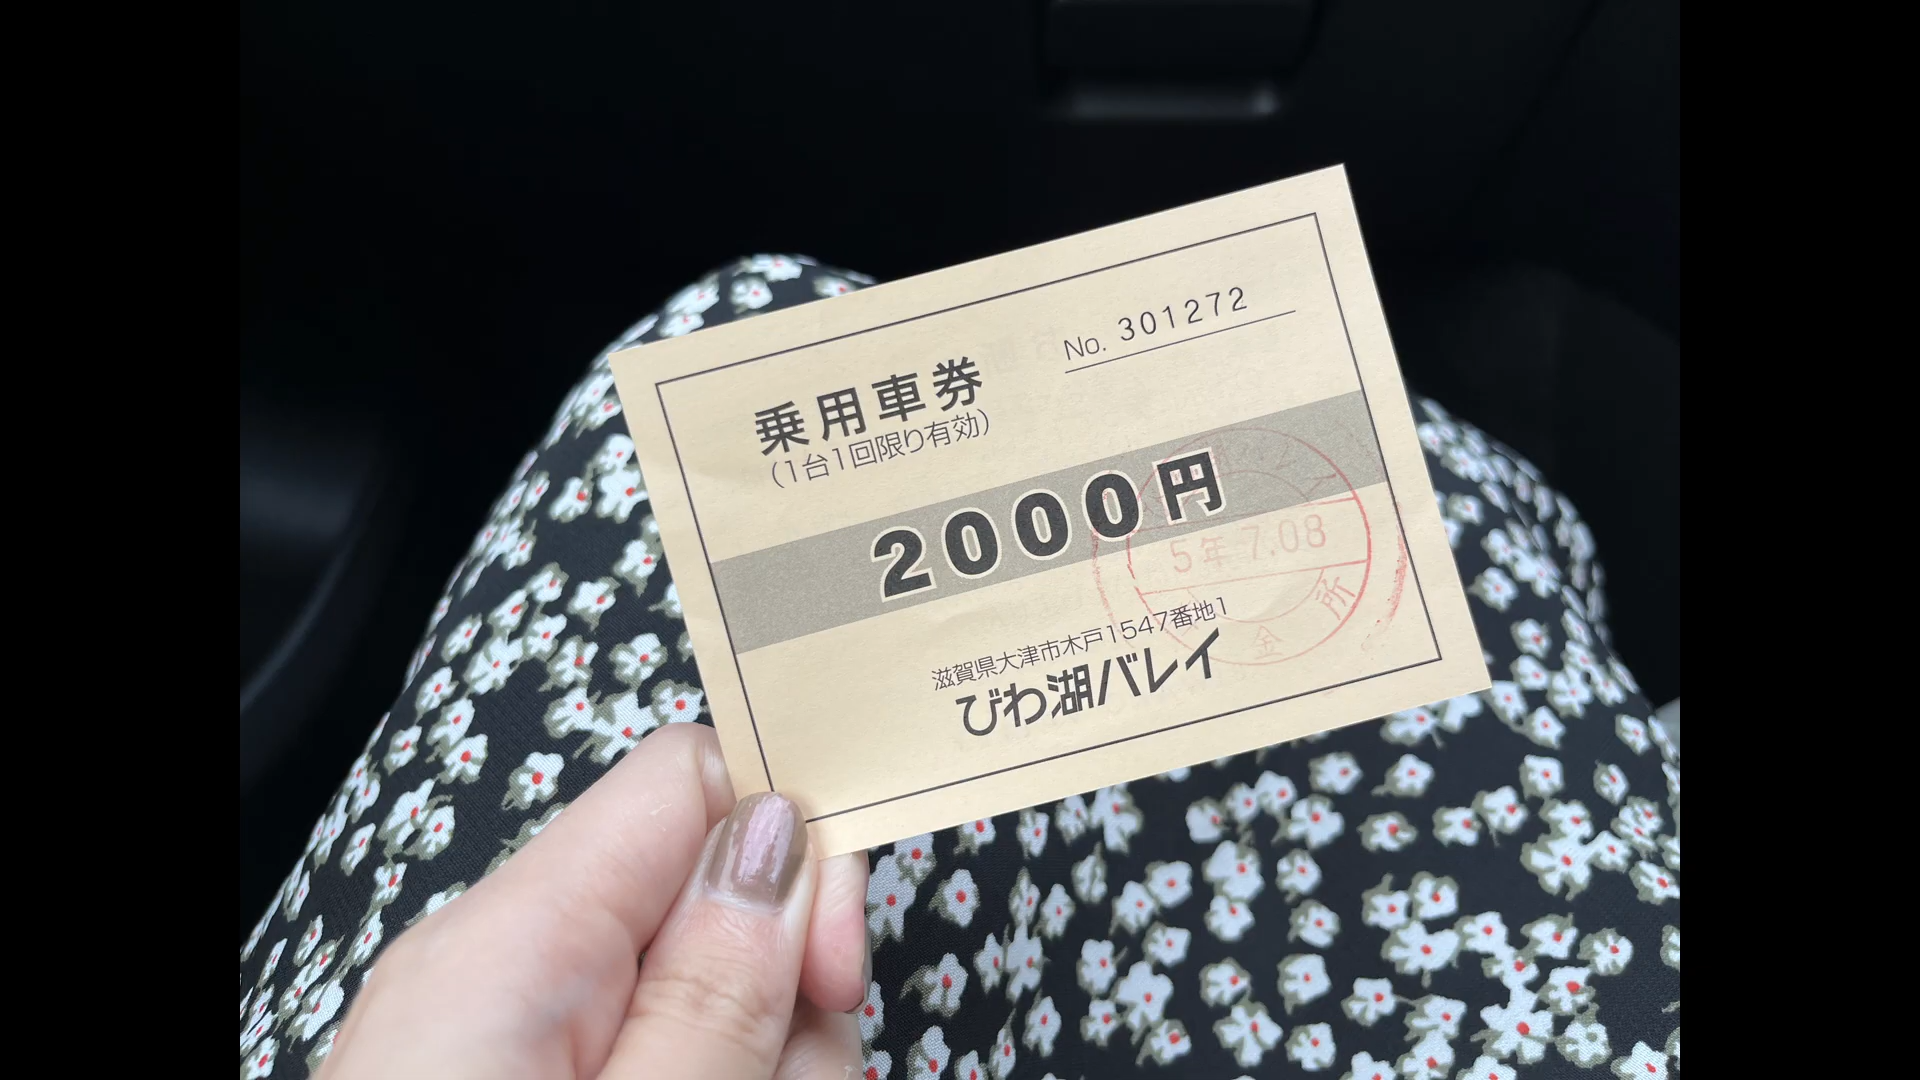 No. 301272
乗用車券
(1台1回限り有効)
2000円
5年 7.08
金 所
滋賀県大津市木戸1547番地1
びわ湖バレイ